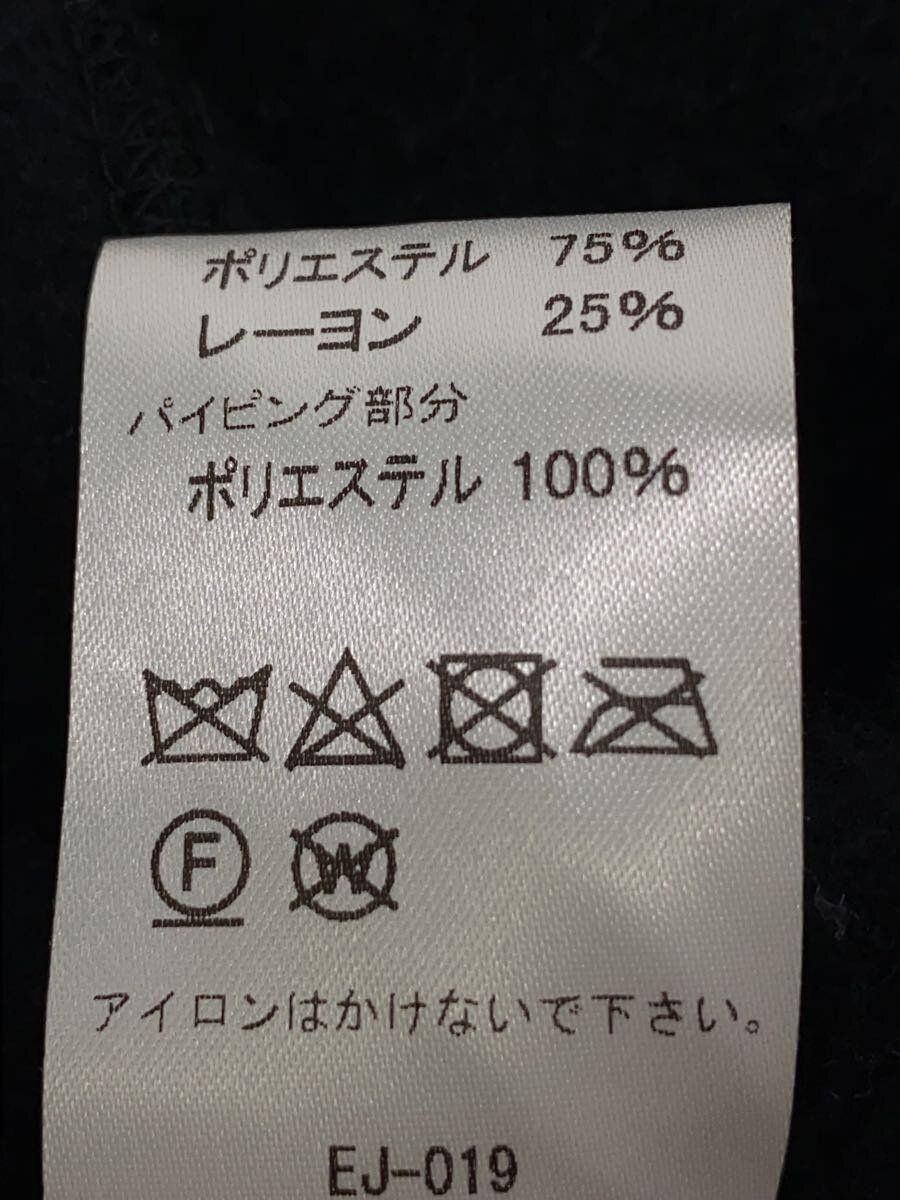 ポリエステル 75%
レーヨン 25%
パイピング部分
ポリエステル 100%
F W
アイロンはかけないで下さい。
EJ-019